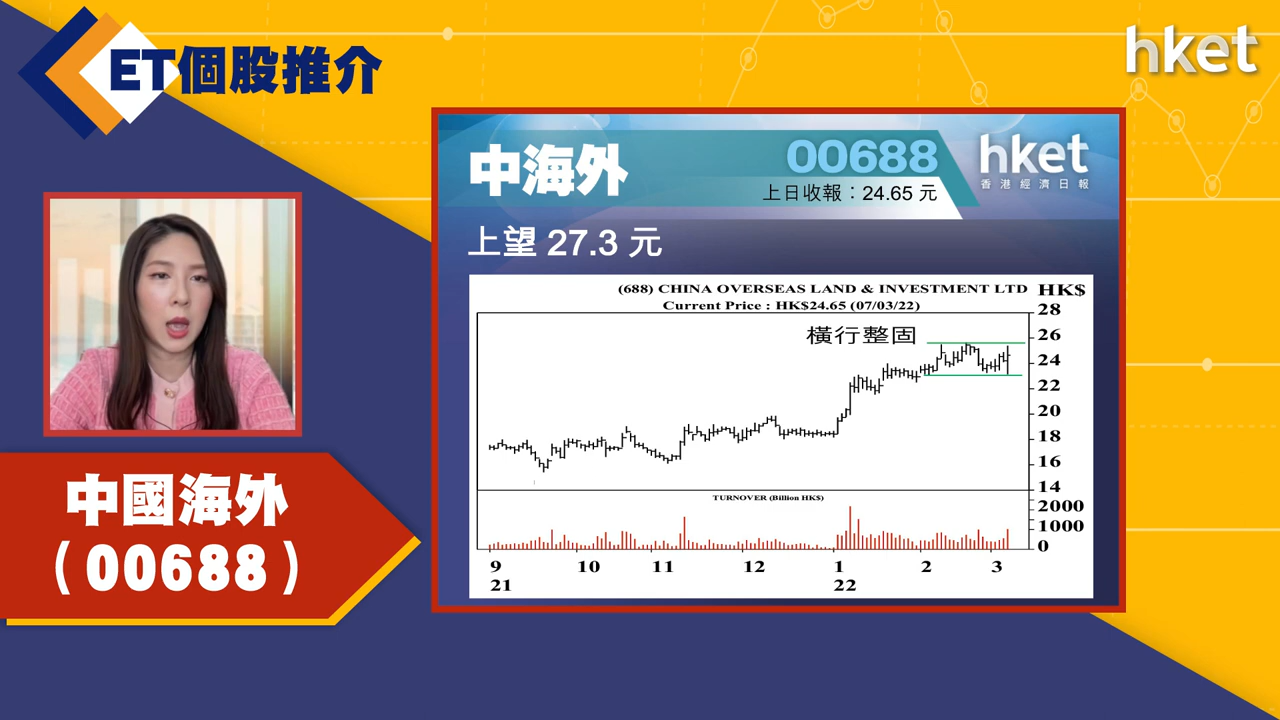 ET個股推介
hket
中海外
00688
hket
香港經濟日報
上日收報：24.65 元
上望 27.3 元
(688) CHINA OVERSEAS LAND & INVESTMENT LTD HK$
Current Price : HK$24.65 (07/03/22)
橫行整固
28
26
24
22
20
18
16
14
TURNOVER (Billion HK$)
2000
1000
0
9 10 11 12 1 2 3
21 22
中國海外
(00688)